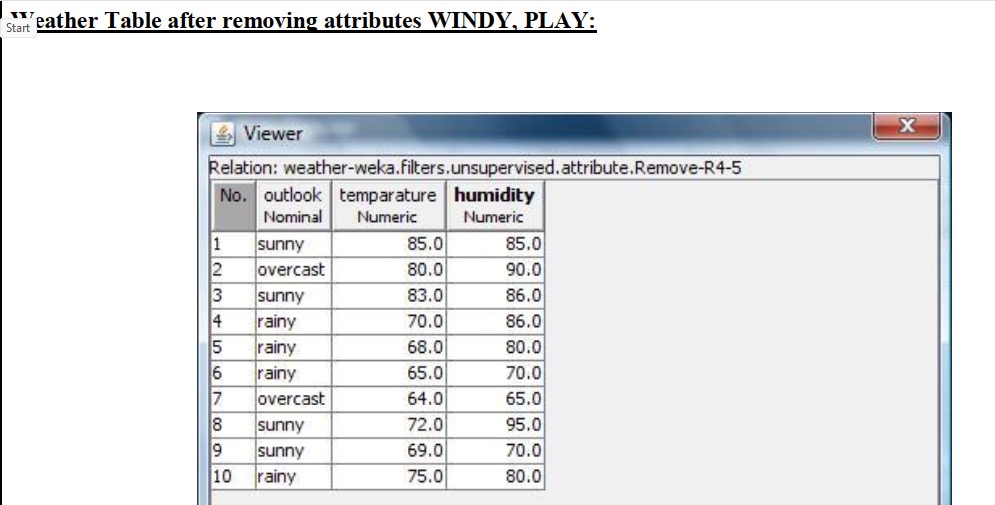 Weather Table after removing attributes WINDY, PLAY:
Start
Viewer
Relation: weather-weka.filters.unsupervised.attribute.Remove-R4-5
No. outlook temparature humidity
Nominal Numeric Numeric
1 sunny 85.0 85.0
2 overcast 80.0 90.0
3 sunny 83.0 86.0
4 rainy 70.0 86.0
5 rainy 68.0 80.0
6 rainy 65.0 70.0
7 overcast 64.0 65.0
8 sunny 72.0 95.0
9 sunny 69.0 70.0
10 rainy 75.0 80.0